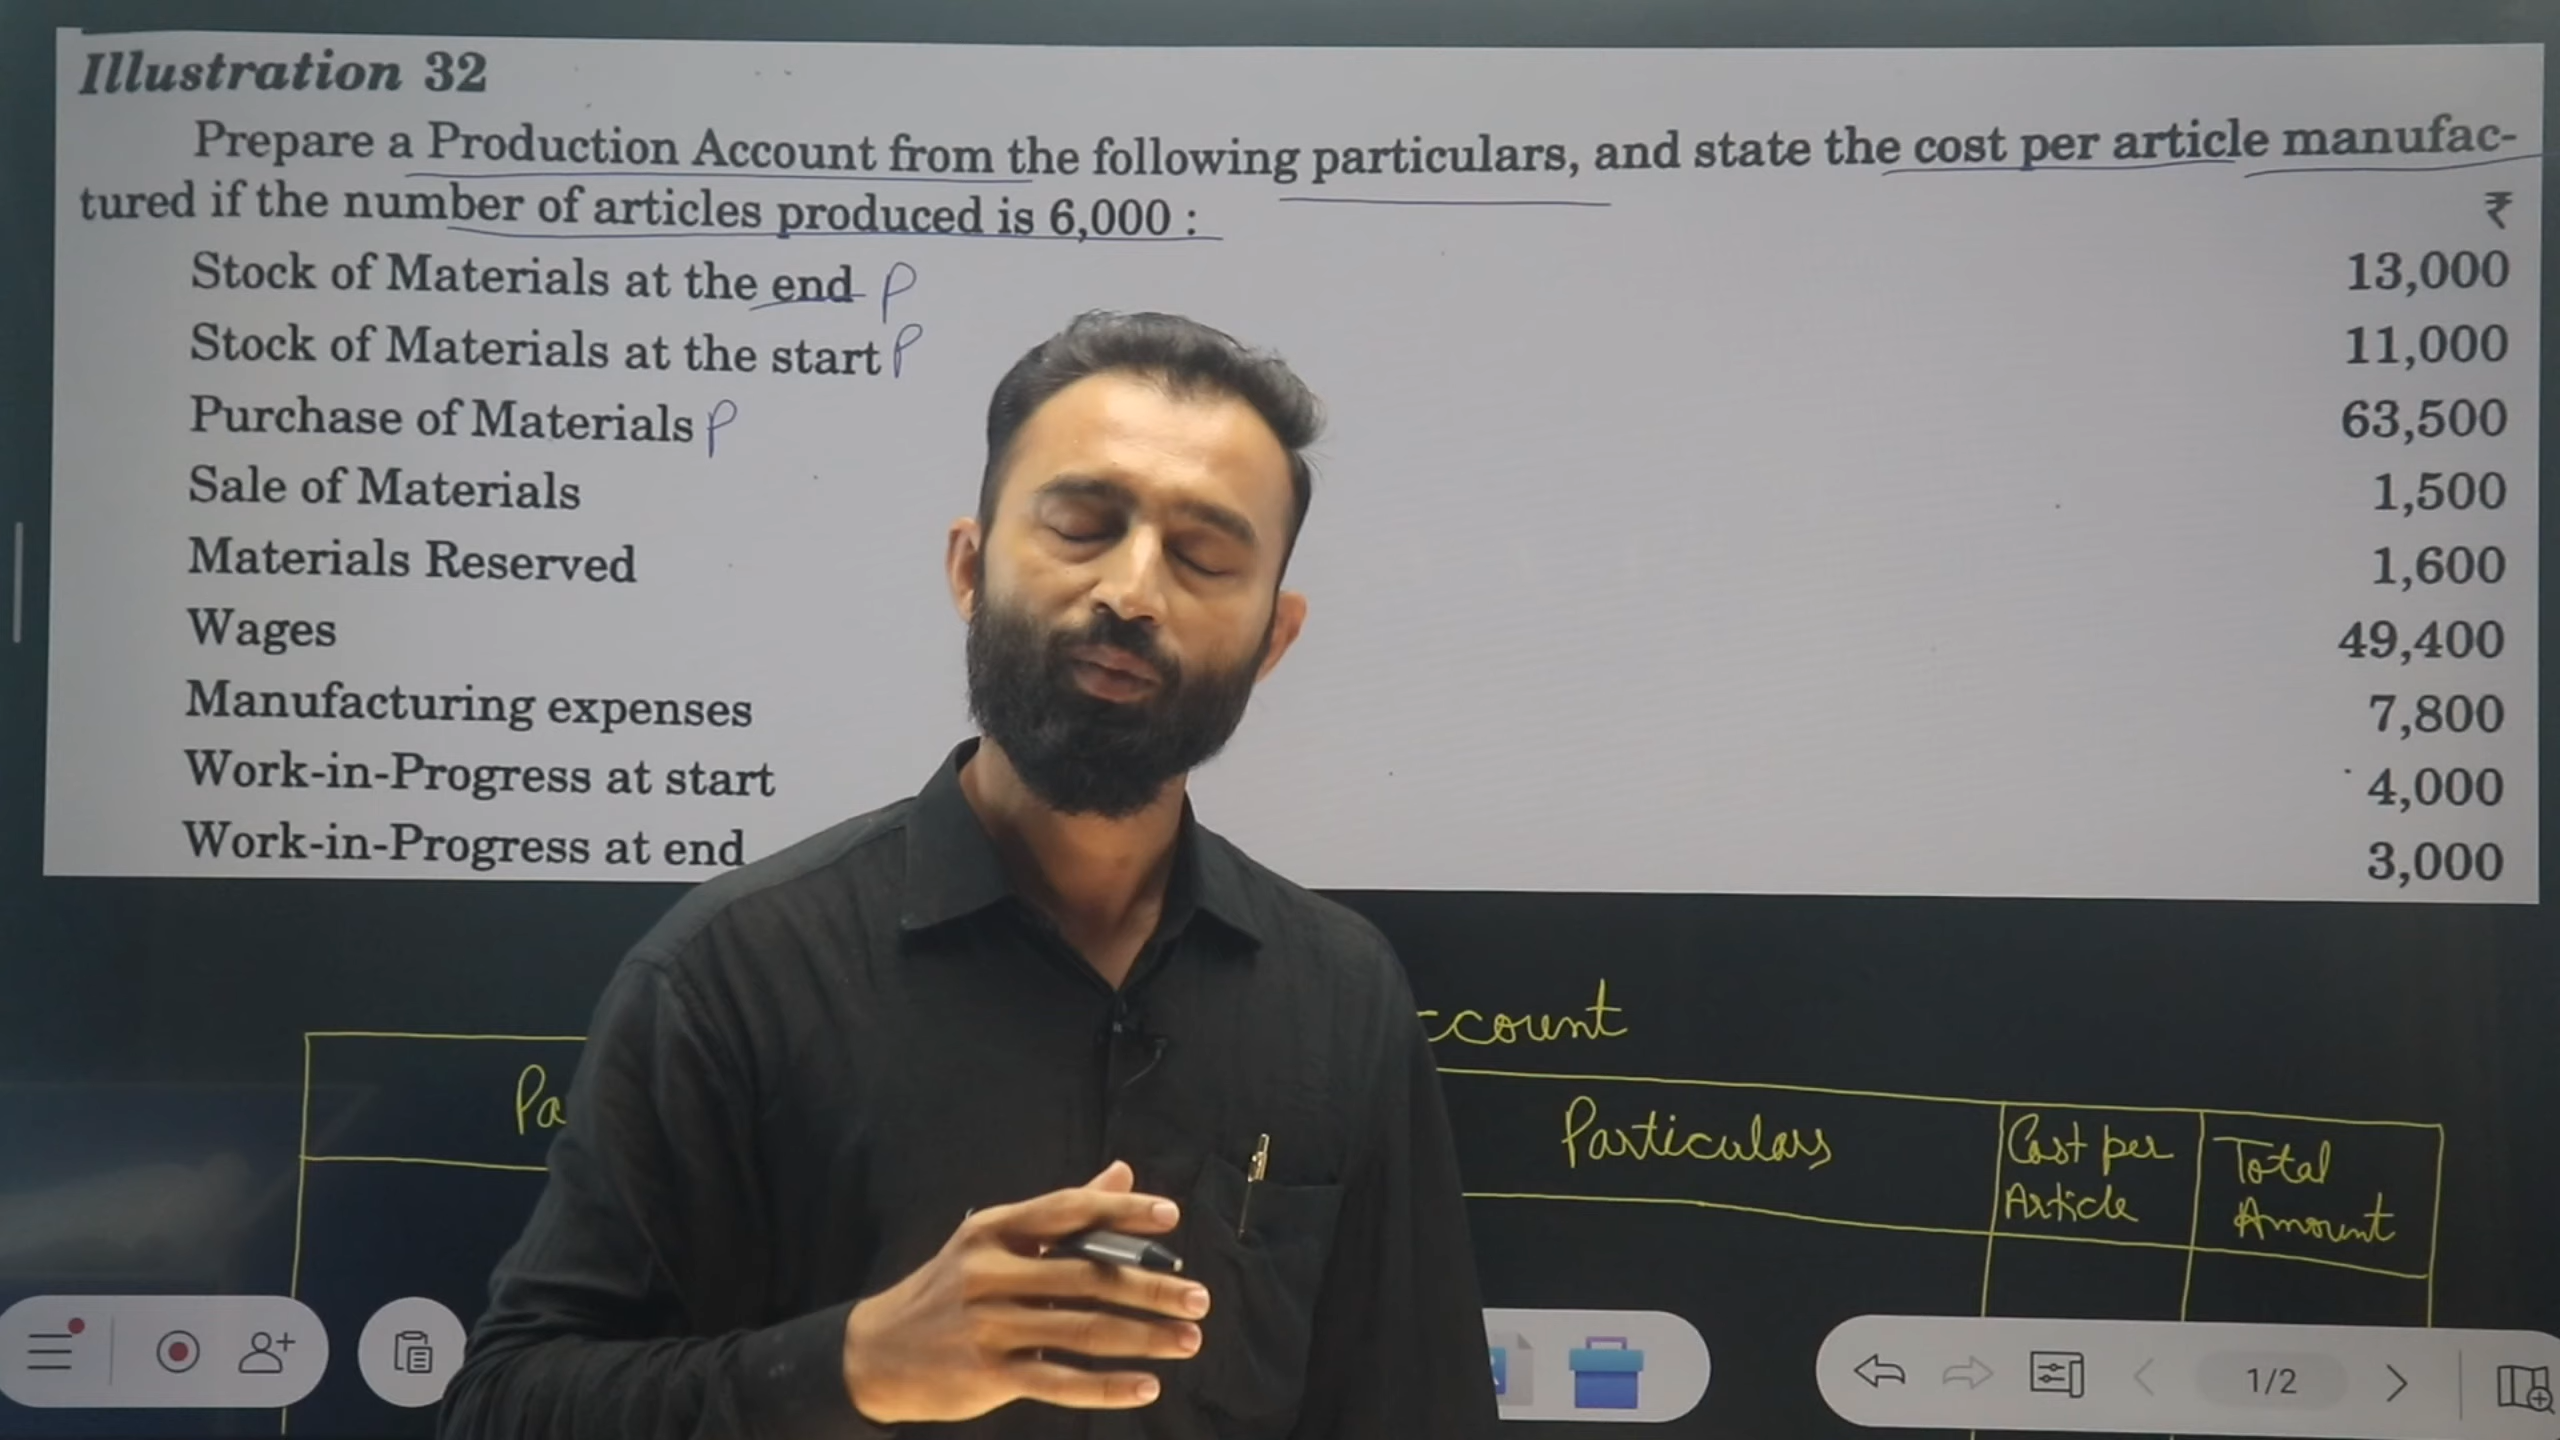 Illustration 32
Prepare a Production Account from the following particulars, and state the cost per article manufac-
tured if the number of articles produced is 6,000 :
₹
Stock of Materials at the end P 13,000
Stock of Materials at the start P 11,000
Purchase of Materials P 63,500
Sale of Materials 1,500
Materials Reserved 1,600
Wages 49,400
Manufacturing expenses 7,800
Work-in-Progress at start 4,000
Work-in-Progress at end 3,000
ccount
Pa
Particulars
Cost per
Article
Total
Amount
1/2